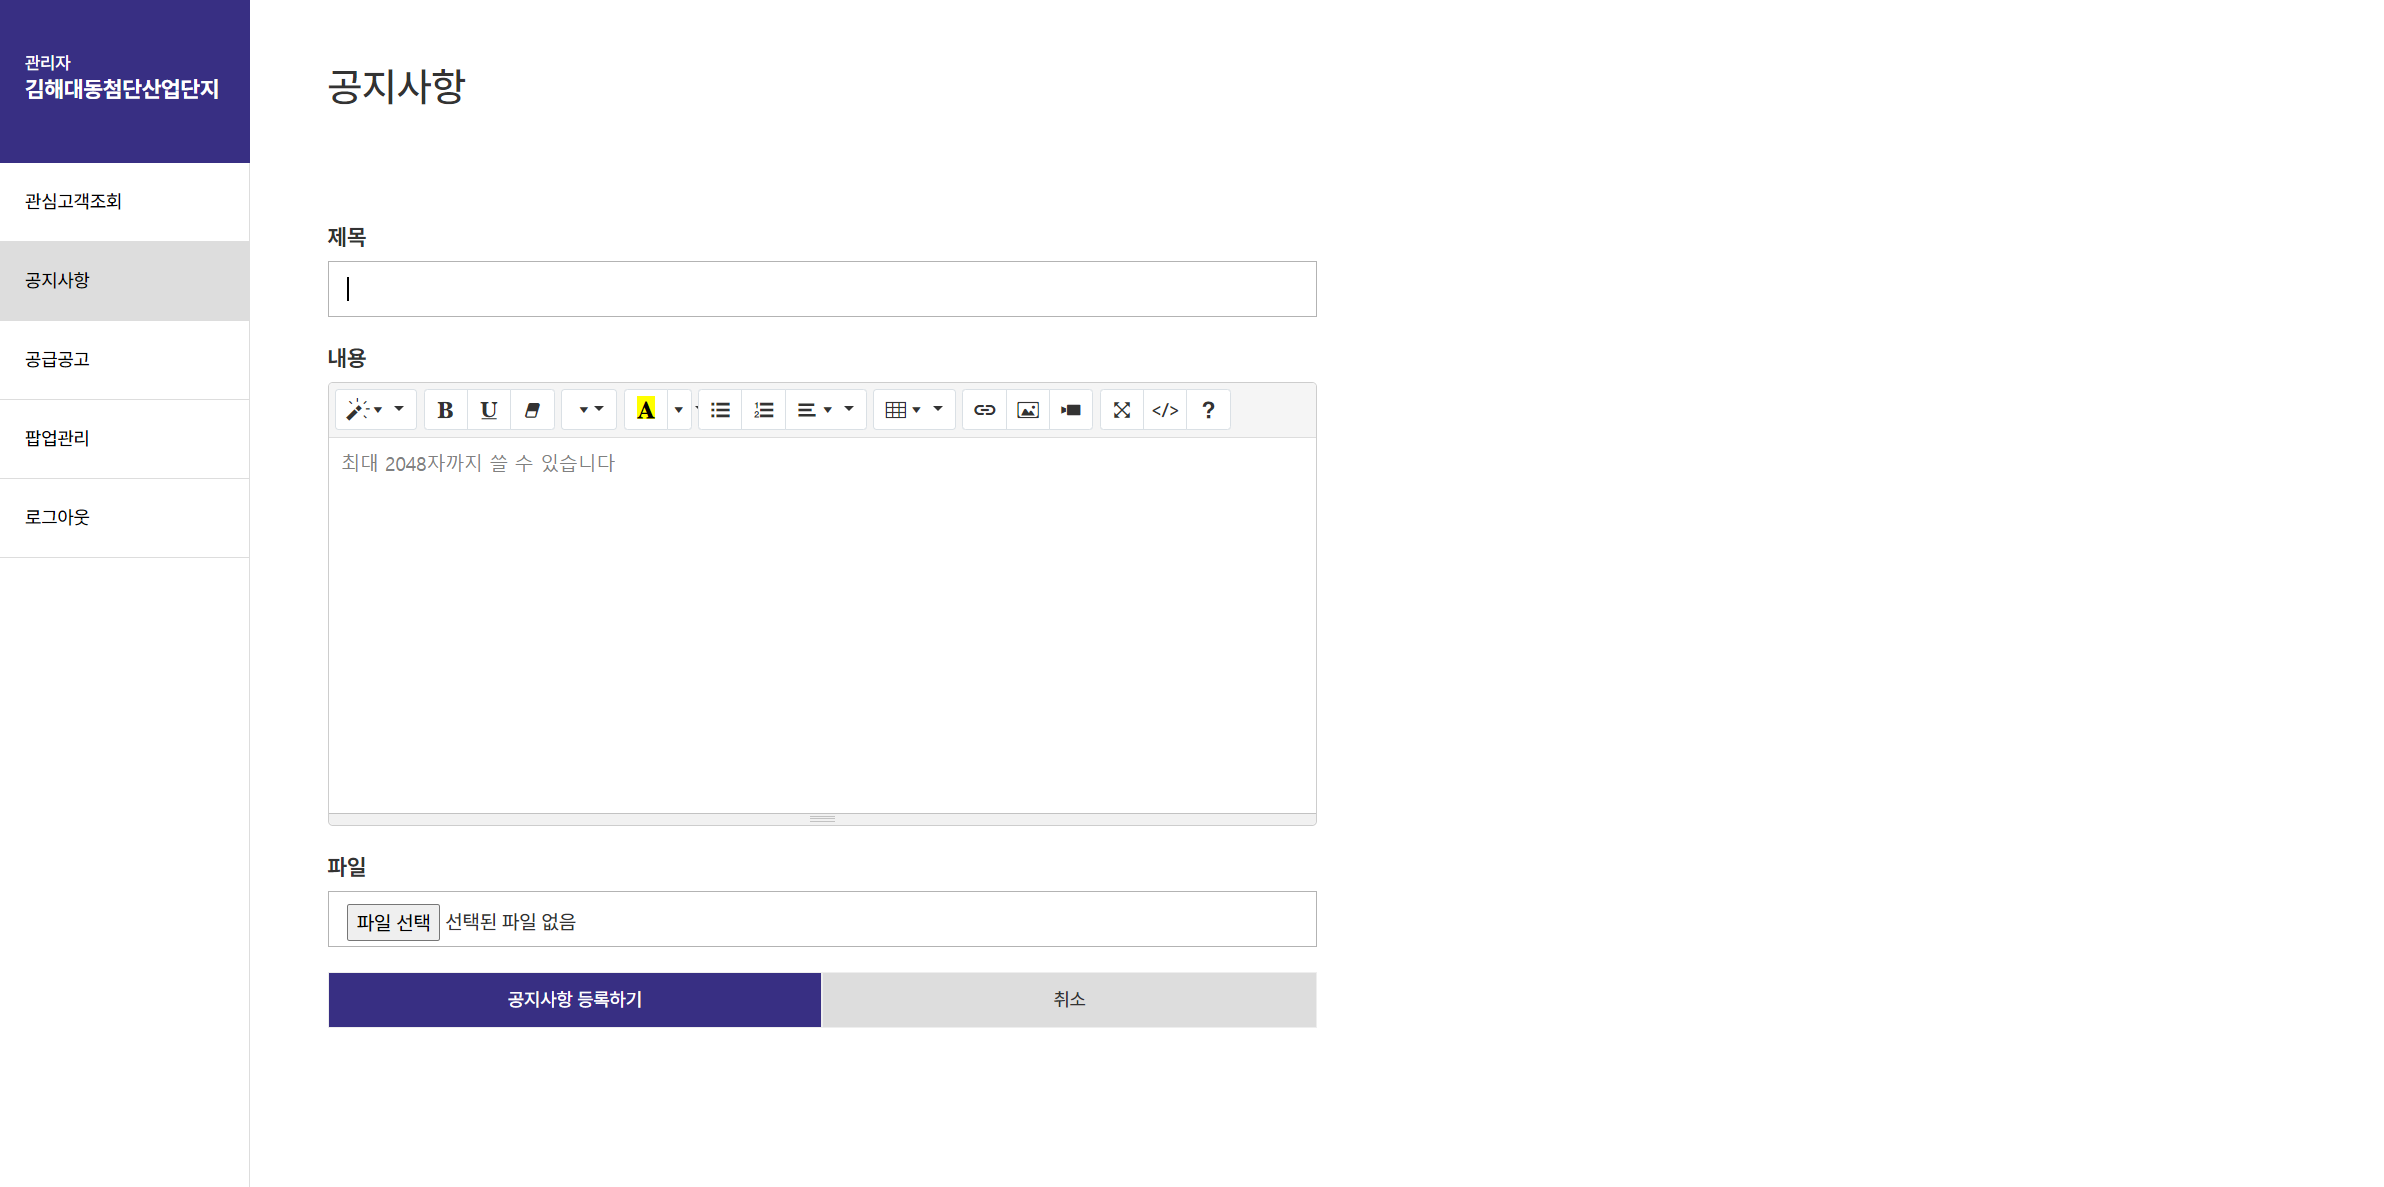 관리자
김해대동첨단산업단지
관심고객조회
공지사항
공급공고
팝업관리
로그아웃
공지사항
제목
내용
B U A </> ?
최대 2048자까지 쓸 수 있습니다
파일
파일 선택 선택된 파일 없음
공지사항 등록하기 취소